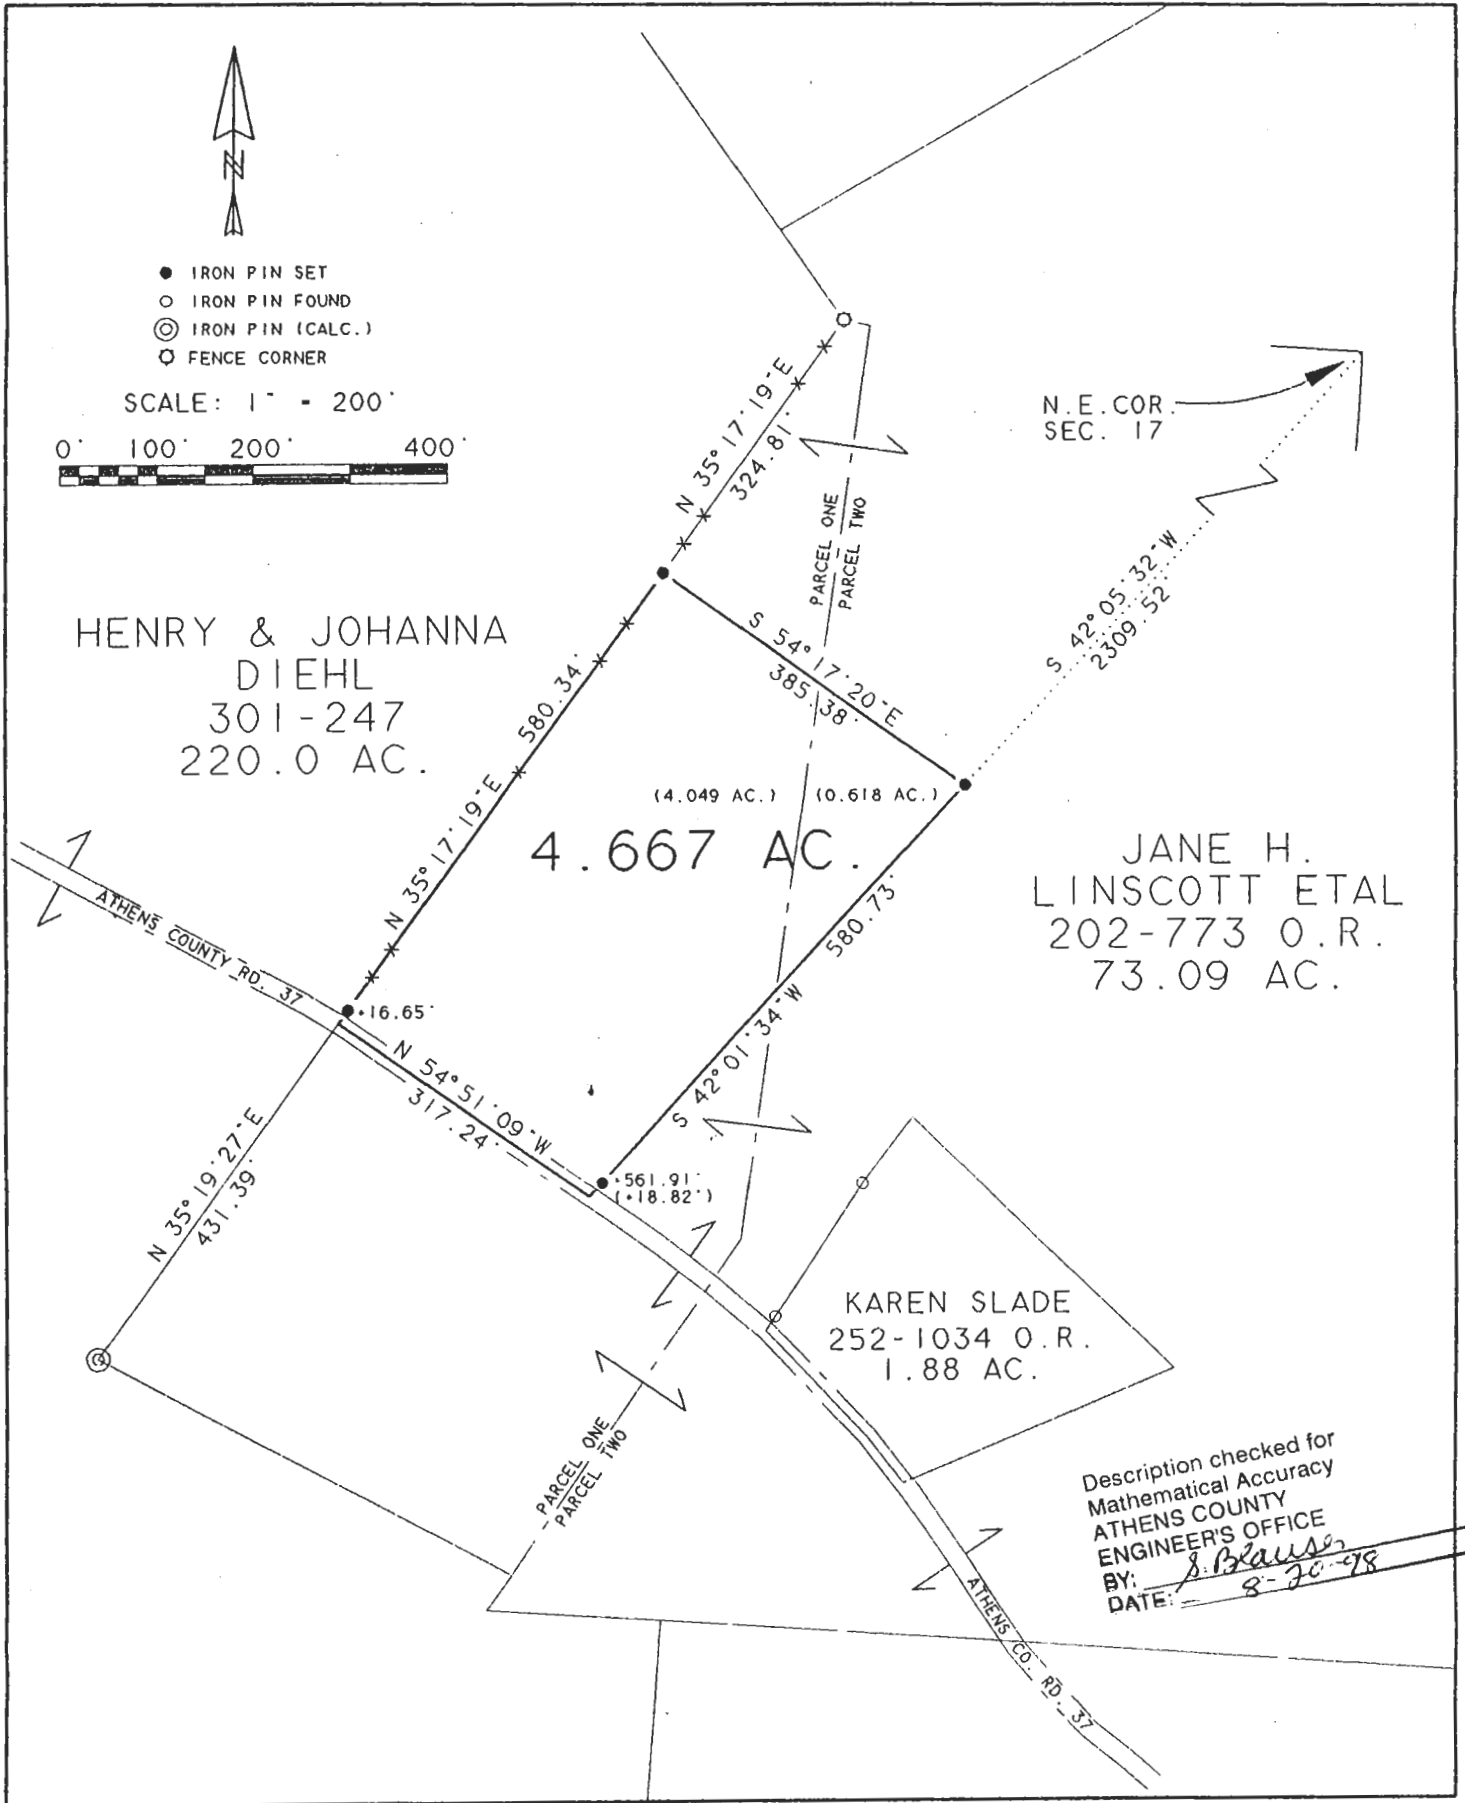 N
IRON PIN SET
IRON PIN FOUND
IRON PIN (CALC.)
FENCE CORNER
SCALE: 1" = 200'
0' 100' 200' 400'
N 35° 17' 19" E
324.81'
N.E. COR.
SEC. 17
PARCEL ONE
PARCEL TWO
S 42° 05' 32" W
2309.52'
HENRY & JOHANNA
DIEHL
301-247
220.0 AC.
S 54° 17' 20" E
385.38'
N 35° 17' 19" E 580.34'
(4.049 AC.) (0.618 AC.)
4.667 AC.
JANE H.
LINSCOTT ETAL
202-773 O.R.
73.09 AC.
S 42° 01' 34" W 580.73'
ATHENS COUNTY RD. 37
+16.65'
N 54° 51' 09" W
317.24'
+561.91'
(+18.82')
N 35° 19' 27" E
431.39'
KAREN SLADE
252-1034 O.R.
1.88 AC.
PARCEL ONE
PARCEL TWO
Description checked for
Mathematical Accuracy
ATHENS COUNTY
ENGINEER'S OFFICE
BY: S. Brauser
DATE: 8-20-98
ATHENS CO. RD. 37